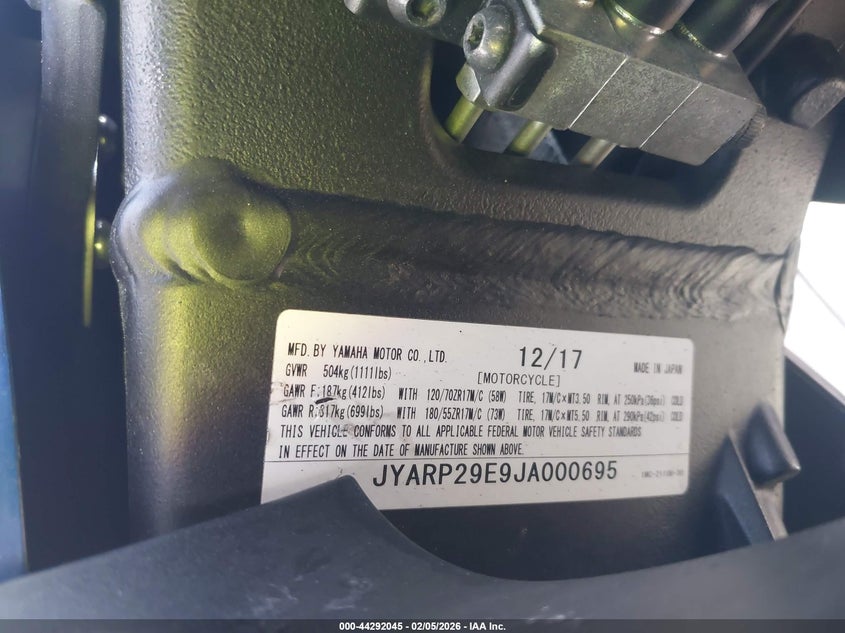 MFD. BY YAMAHA MOTOR CO.,LTD. 12/17 MADE IN JAPAN
GVWR 504kg(1111lbs) [MOTORCYCLE]
GAWR F:187kg(412lbs) WITH 120/70ZR17M/C (58W) TIRE, 17M/C×MT3.50 RIM, AT 250kPa(36psi) COLD
GAWR R:317kg(699lbs) WITH 180/55ZR17M/C (73W) TIRE, 17M/C×MT5.50 RIM, AT 290kPa(42psi) COLD
THIS VEHICLE CONFORMS TO ALL APPLICABLE FEDERAL MOTOR VEHICLE SAFETY STANDARDS
IN EFFECT ON THE DATE OF MANUFACTURE SHOWN ABOVE.
JYARP29E9JA000695
000-44292045 - 02/05/2026 - IAA Inc.